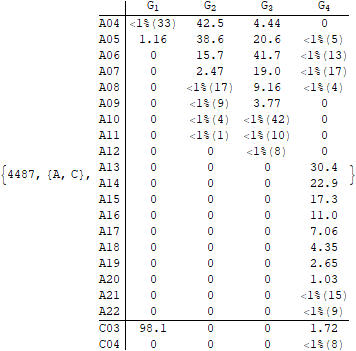 G1 G2 G3 G4
A04 <1%(33) 42.5 4.44 0
A05 1.16 38.6 20.6 <1%(5)
A06 0 15.7 41.7 <1%(13)
A07 0 2.47 19.0 <1%(17)
A08 0 <1%(17) 9.16 <1%(4)
A09 0 <1%(9) 3.77 0
A10 0 <1%(4) <1%(42) 0
A11 0 <1%(1) <1%(10) 0
A12 0 0 <1%(8) 0
{4487, {A, C}, A13 0 0 0 30.4 }
A14 0 0 0 22.9
A15 0 0 0 17.3
A16 0 0 0 11.0
A17 0 0 0 7.06
A18 0 0 0 4.35
A19 0 0 0 2.65
A20 0 0 0 1.03
A21 0 0 0 <1%(15)
A22 0 0 0 <1%(9)
C03 98.1 0 0 1.72
C04 0 0 0 <1%(8)